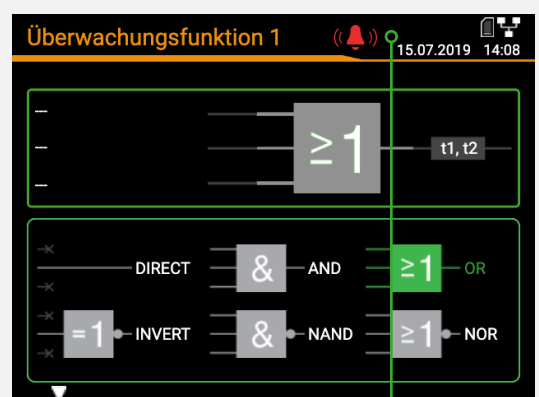 Überwachungsfunktion 1
15.07.2019 14:08
≥1
t1, t2
DIRECT & AND ≥1 OR
=1 INVERT & NAND ≥1 NOR